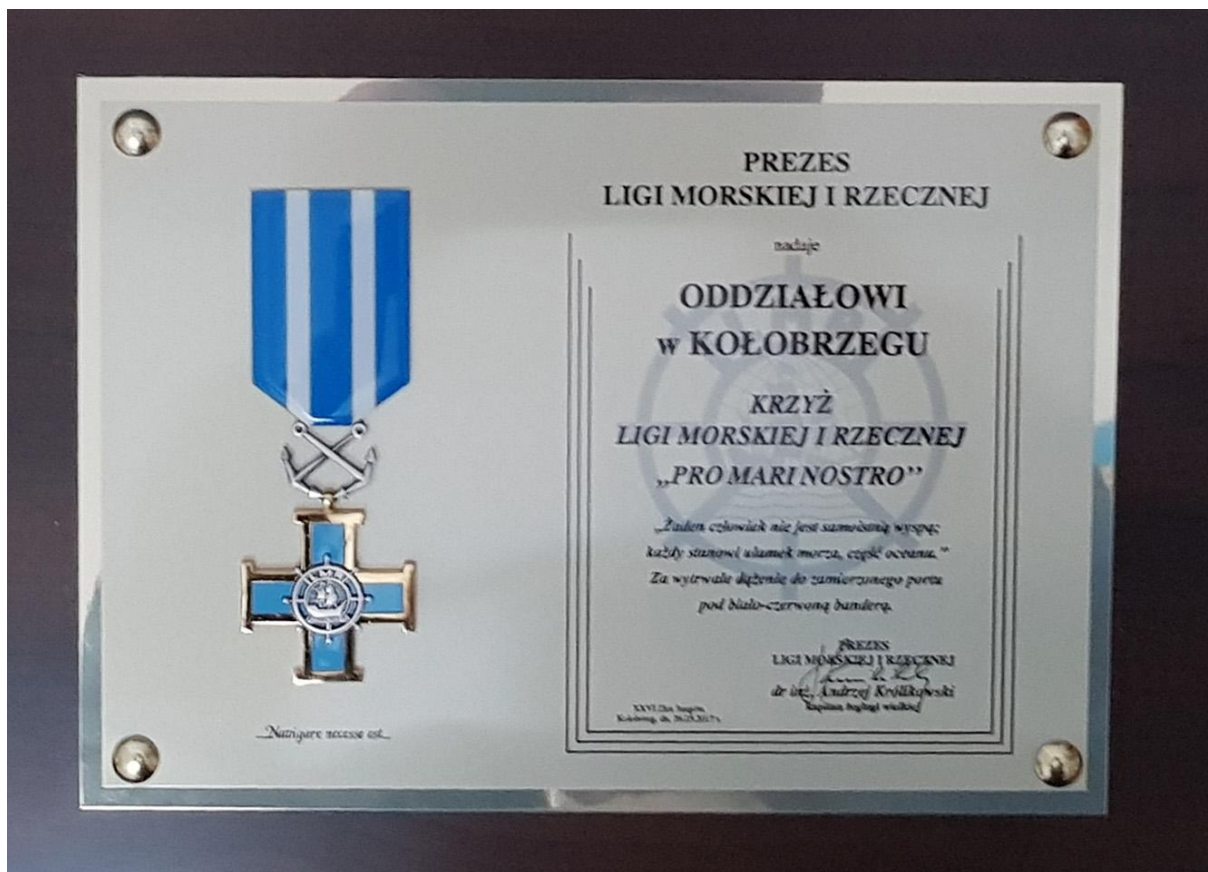 PREZES
LIGI MORSKIEJ I RZECZNEJ
nadaje
ODDZIAŁOWI
w KOŁOBRZEGU
KRZYŻ
LIGI MORSKIEJ I RZECZNEJ
„PRO MARI NOSTRO”
„Żaden człowiek nie jest samoistną wyspą;
każdy stanowi ułamek morza, część oceanu.”
Za wytrwałe dążenie do zamierzonego portu
pod biało-czerwoną banderą.
PREZES
LIGI MORSKIEJ I RZECZNEJ
dr inż. Andrzej Królikowski
kapitan żeglugi wielkiej
Kołobrzeg, dn.
Navigare necesse est